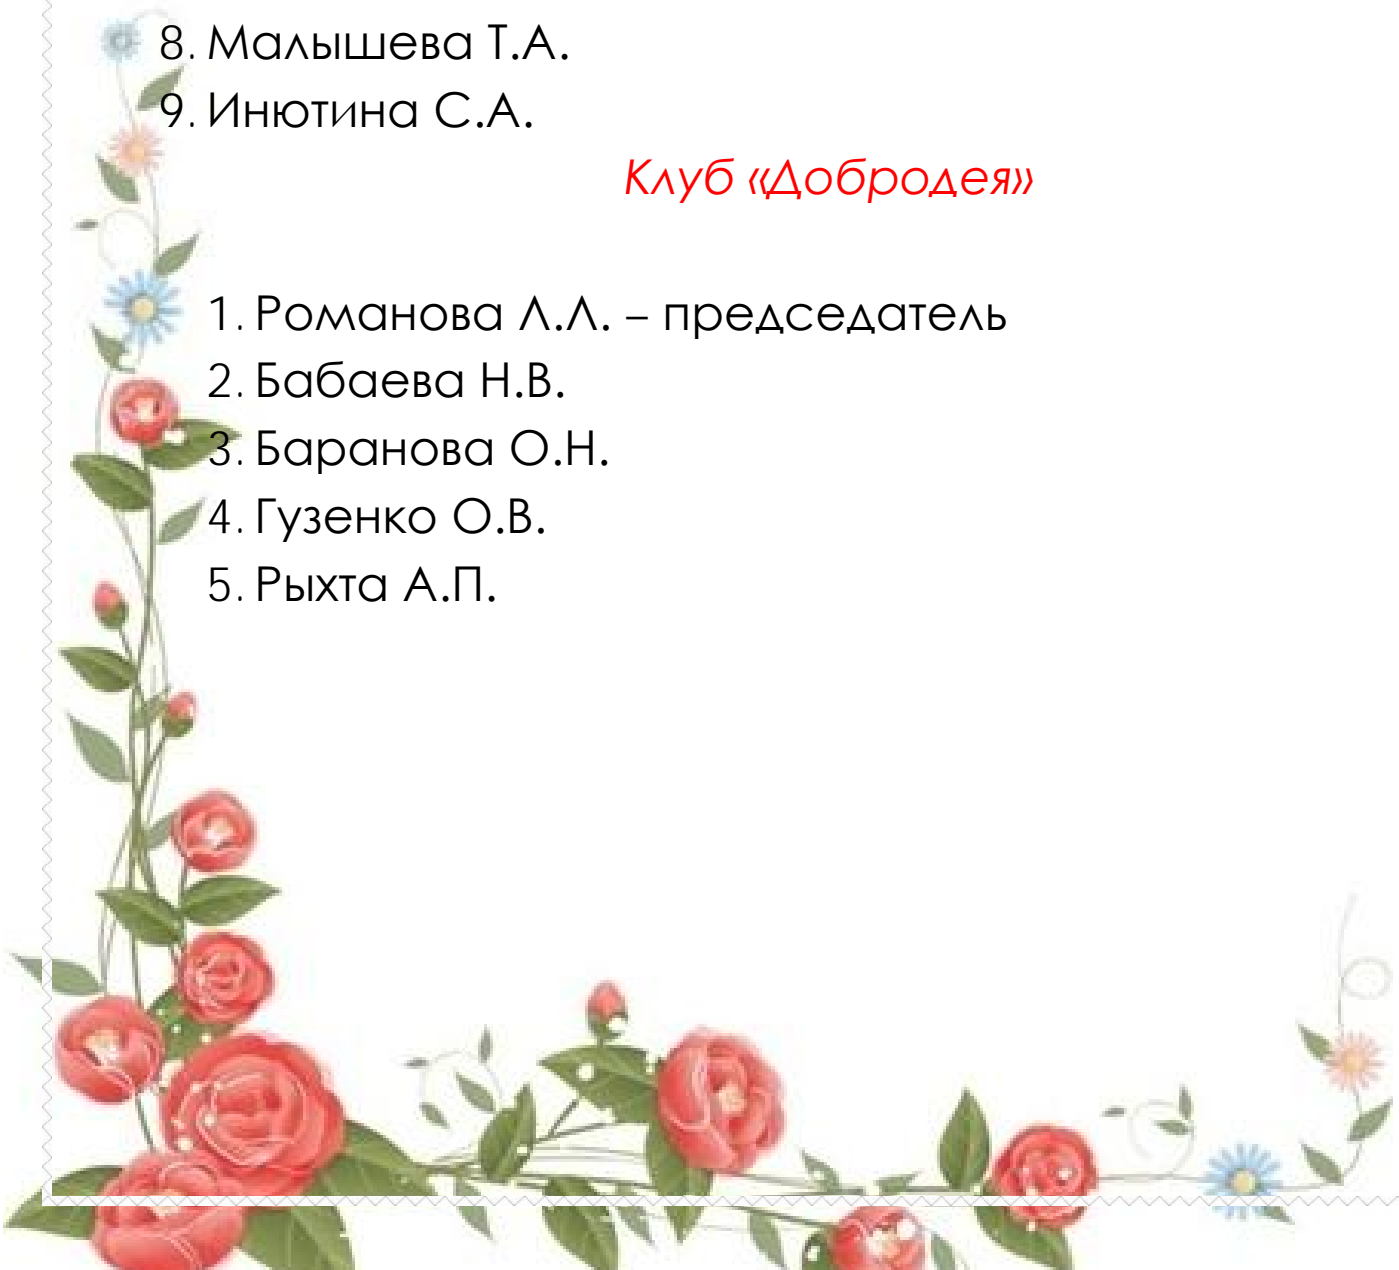 8. Малышева Т.А.
9. Инютина С.А.
Клуб «Добродея»
1. Романова Л.Л. – председатель
2. Бабаева Н.В.
3. Баранова О.Н.
4. Гузенко О.В.
5. Рыхта А.П.